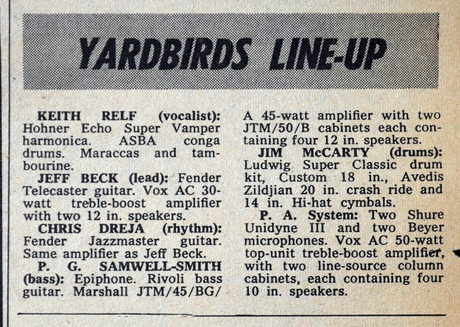 YARDBIRDS LINE-UP
KEITH RELF (vocalist):
Hohner Echo Super Vamper
harmonica. ASBA conga
drums. Maraccas and tam-
bourine.
JEFF BECK (lead): Fender
Telecaster guitar. Vox AC 30-
watt treble-boost amplifier
with two 12 in. speakers.
CHRIS DREJA (rhythm):
Fender Jazzmaster guitar.
Same amplifier as Jeff Beck.
P. G. SAMWELL-SMITH
(bass): Epiphone. Rivoli bass
guitar. Marshall JTM/45/BG/
A 45-watt amplifier with two
JTM/50/B cabinets each con-
taining four 12 in. speakers.
JIM McCARTY (drums):
Ludwig Super Classic drum
kit, Custom 18 in., Avedis
Zildjian 20 in. crash ride and
14 in. Hi-hat cymbals.
P. A. System: Two Shure
Unidyne III and two Beyer
microphones. Vox AC 50-watt
top-unit treble-boost amplifier,
with two line-source column
cabinets, each containing four
10 in. speakers.